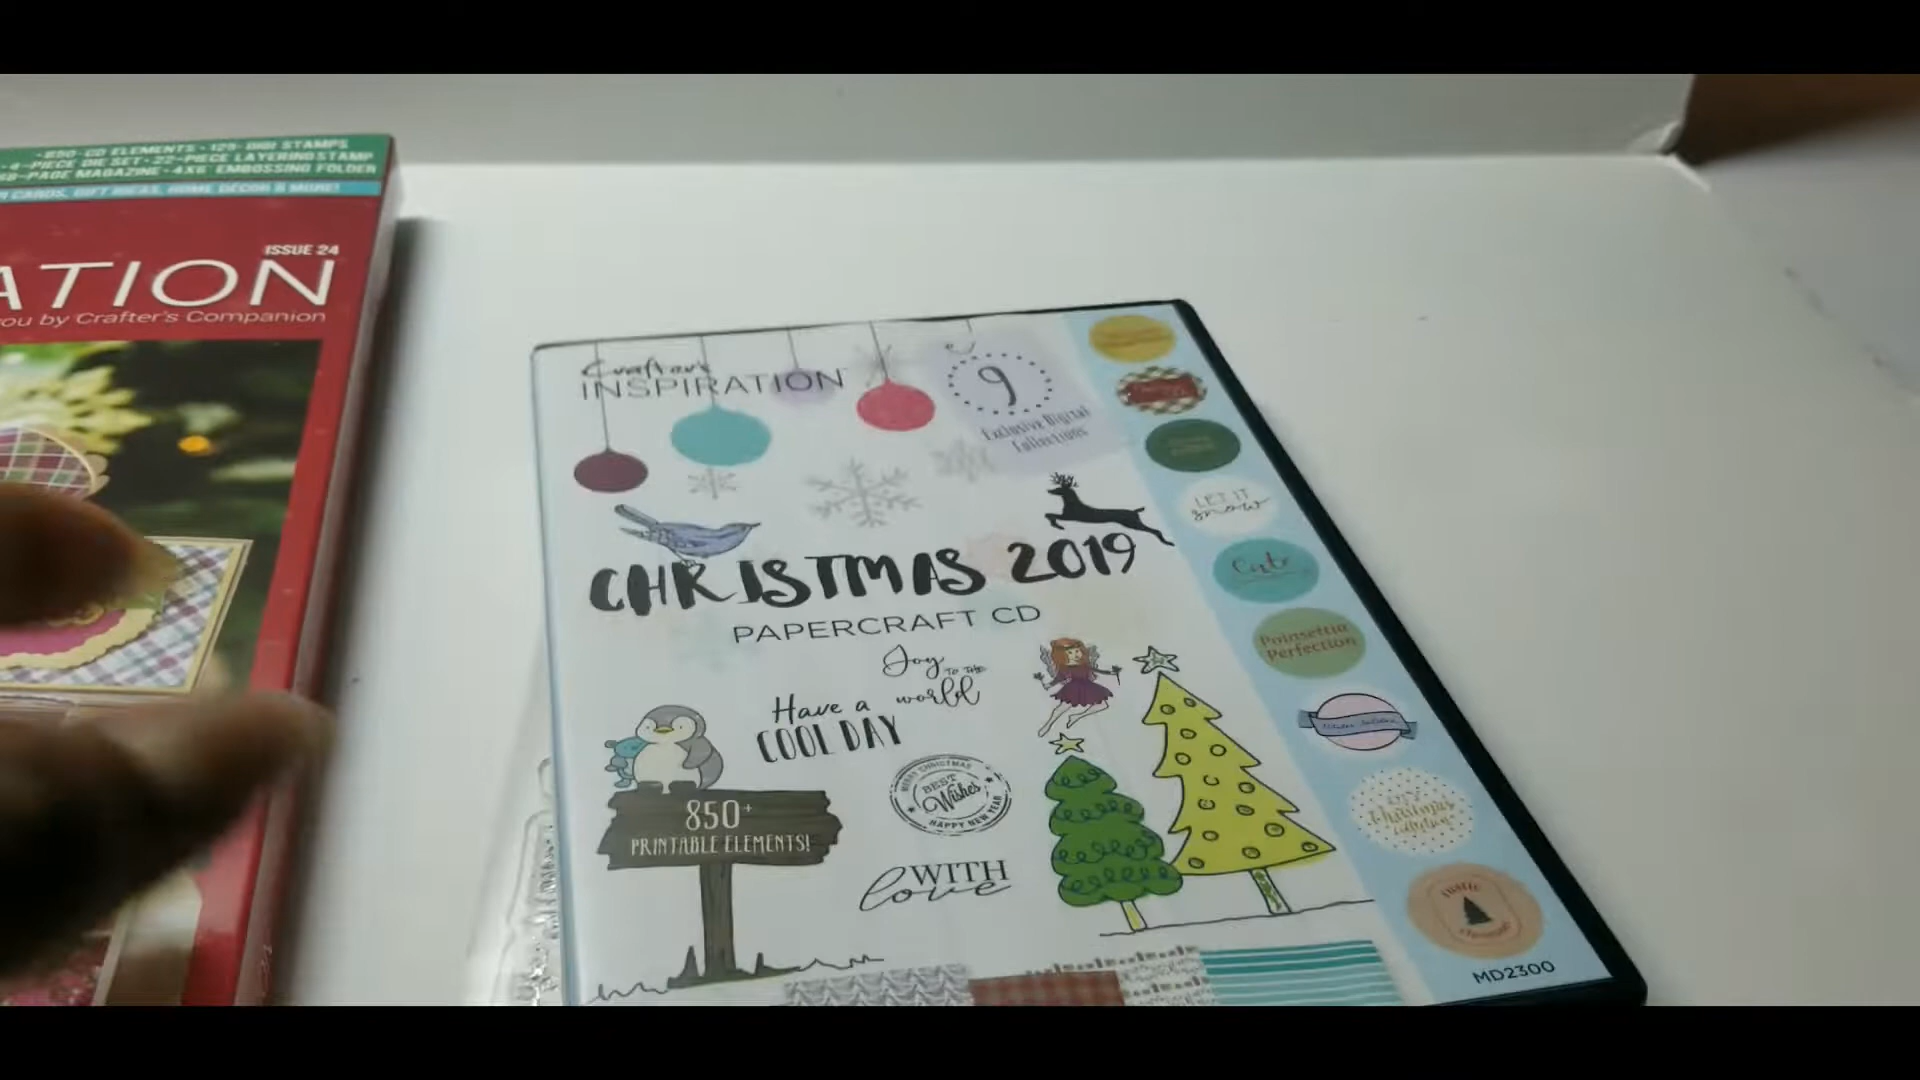 850 CD ELEMENTS • 129 DIGI STAMPS
• 4-PIECE DIE SET • 22-PIECE LAYERING STAMP
PAGE MAGAZINE • 4X6 EMBOSSING FOLDER
CARDS, GIFT IDEAS, HOME DÉCOR & MORE!
ISSUE 24
ATION
you by Crafter's Companion
Crafter's
INSPIRATION
9
Exclusive Digital
Collections
CHRISTMAS 2019
PAPERCRAFT CD
Joy TO THE
world
Have a
COOL DAY
850+
PRINTABLE ELEMENTS!
MERRY CHRISTMAS
BEST
Wishes
HAPPY NEW YEAR
WITH
love
LET IT
snow
Cute
Poinsettia
Perfection
Christmas
MD2300